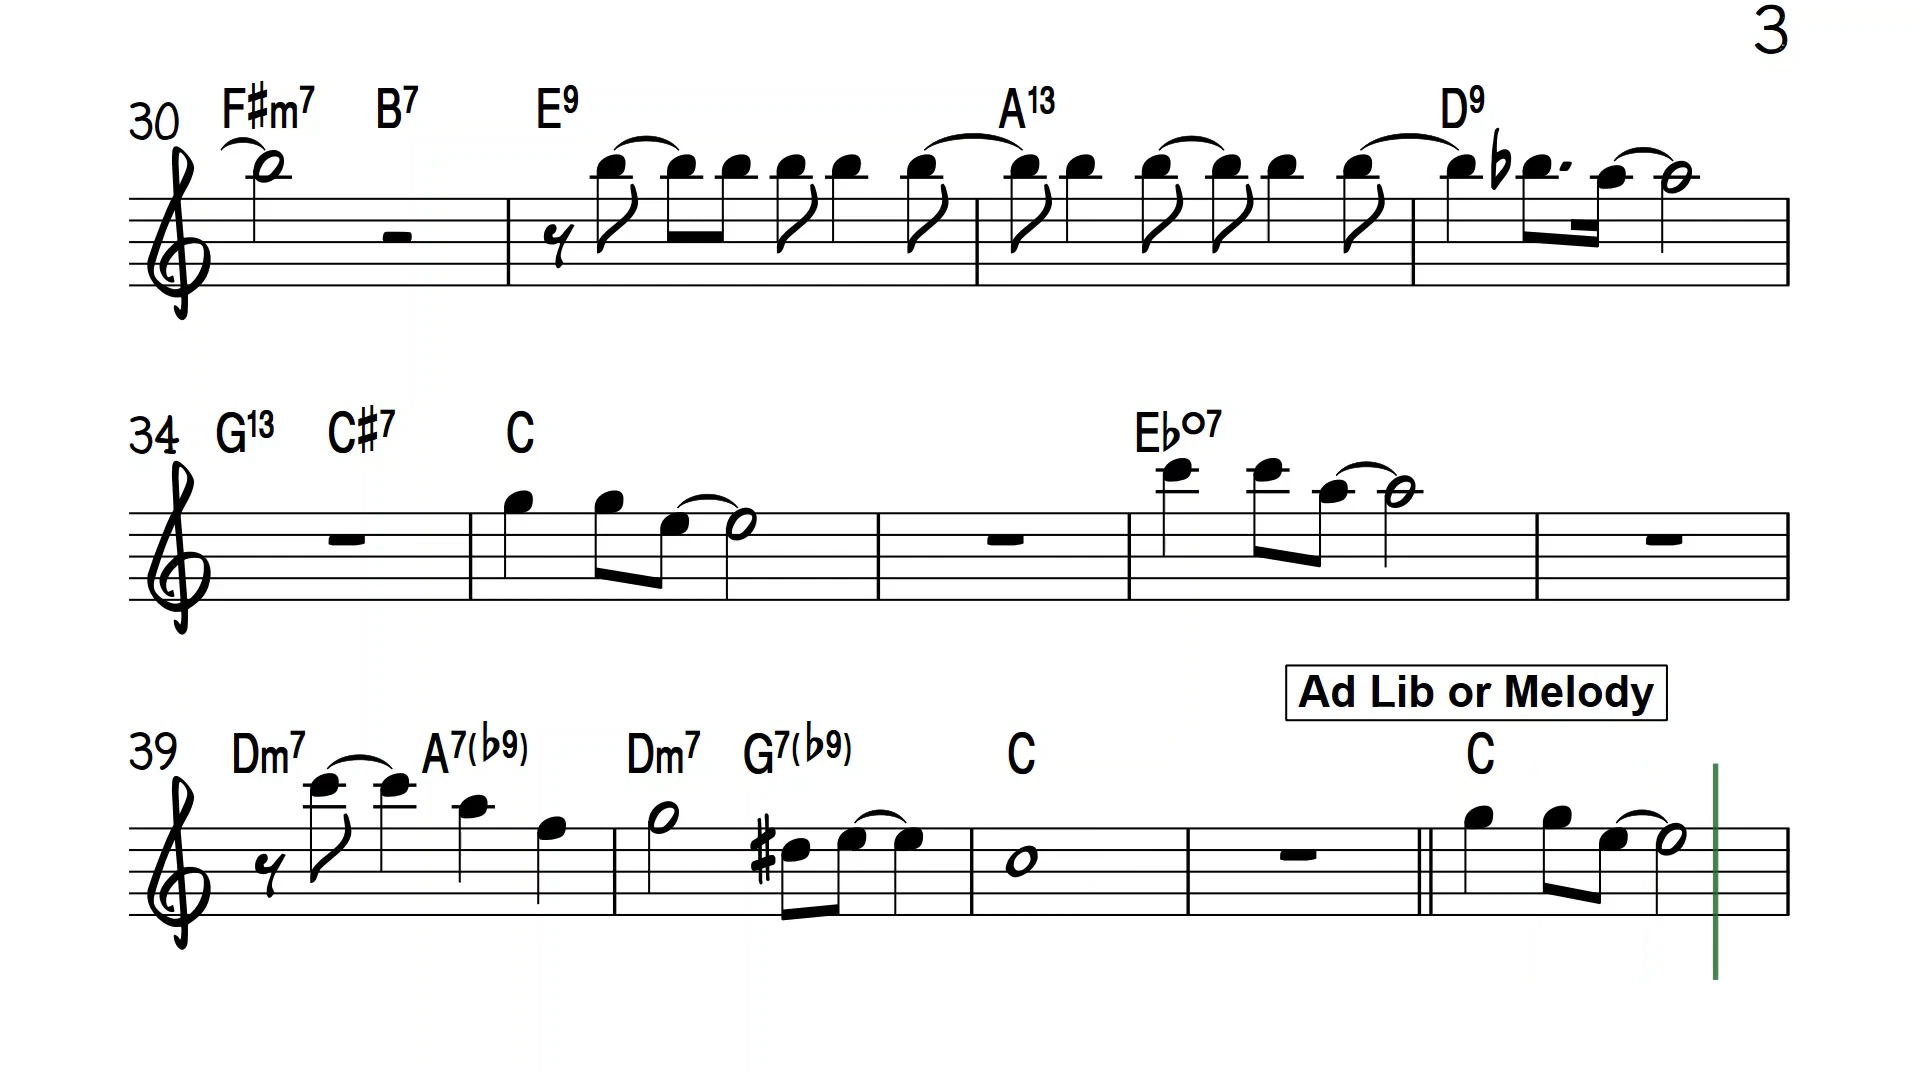 3
30 F♯m7 B7 E9 A13 D9
34 G13 C♯7 C E♭○7
Ad Lib or Melody
39 Dm7 A7(♭9) Dm7 G7(♭9) C C